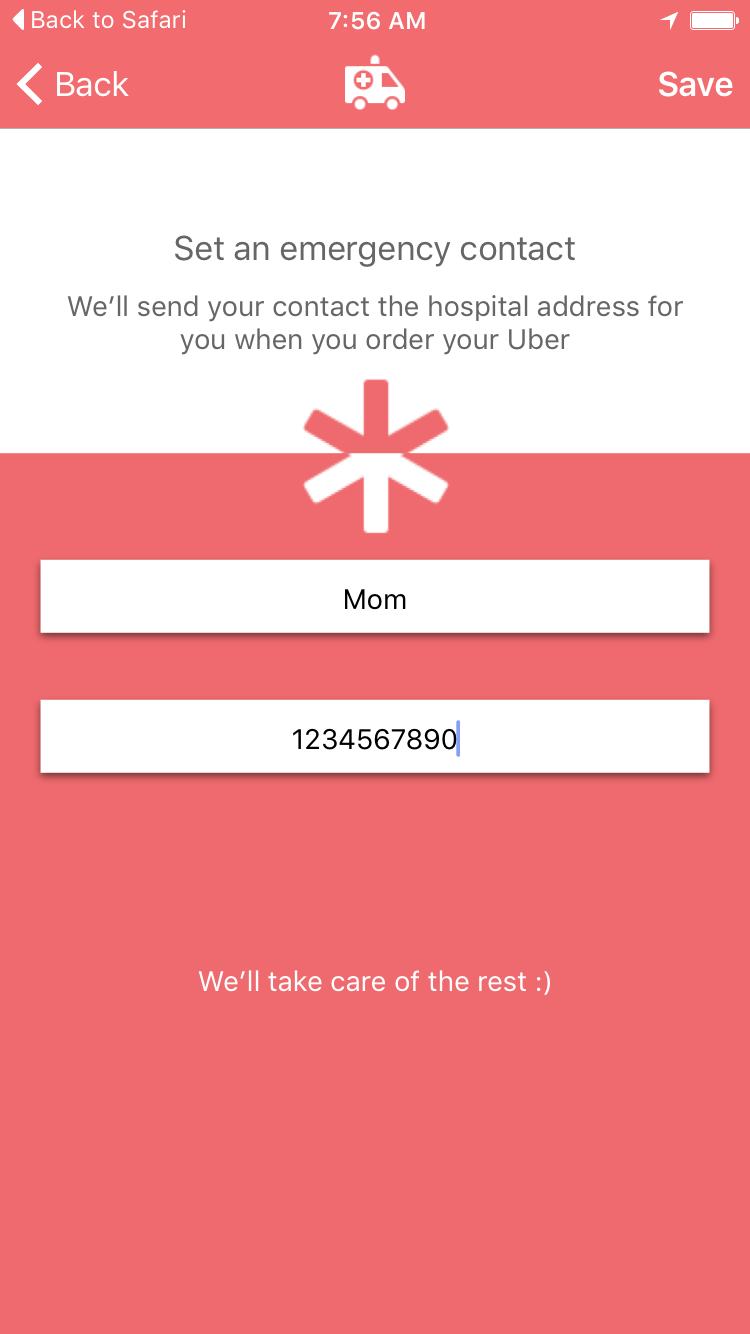 Back to Safari
7:56 AM
Back
Save
Set an emergency contact
We’ll send your contact the hospital address for
you when you order your Uber
Mom
1234567890
We’ll take care of the rest :)